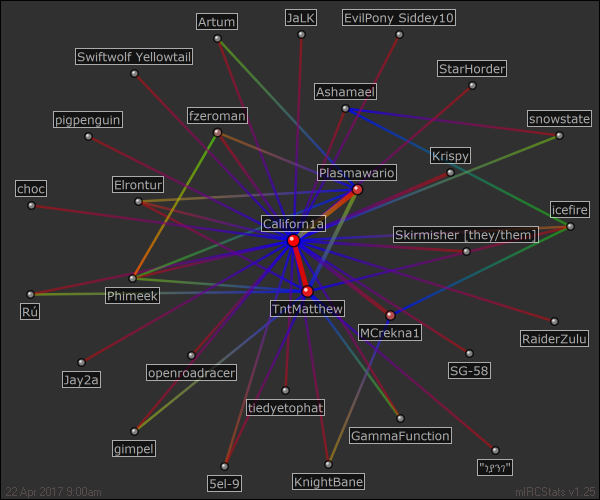 Artum
JaLK
EvilPony Siddey10
Swiftwolf Yellowtail
StarHorder
Ashamael
fzeroman
snowstate
pigpenguin
Krispy
Plasmawario
choc
Elrontur
icefire
Californ1a
Skirmisher [they/them]
Phimeek
Rú
TntMatthew
MCrekna1
RaiderZulu
openroadracer
SG-58
Jay2a
tiedyetophat
GammaFunction
gimpel
5el-9
KnightBane
22 Apr 2017 9:00am
mIRCStats v1.25